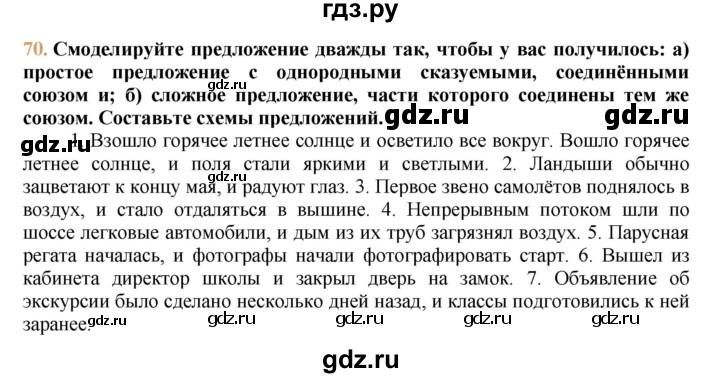 гдз.ру
70. Смоделируйте предложение дважды так, чтобы у вас получилось: а)
простое предложение с однородными сказуемыми, соединёнными
союзом и; б) сложное предложение, части которого соединены тем же
союзом. Составьте схемы предложений.
1. Взошло горячее летнее солнце и осветило все вокруг. Вошло горячее
летнее солнце, и поля стали яркими и светлыми. 2. Ландыши обычно
зацветают к концу мая, и радуют глаз. 3. Первое звено самолётов поднялось в
воздух, и стало отдаляться в вышине. 4. Непрерывным потоком шли по
шоссе легковые автомобили, и дым из их труб загрязнял воздух. 5. Парусная
регата началась, и фотографы начали фотографировать старт. 6. Вышел из
кабинета директор школы и закрыл дверь на замок. 7. Объявление об
экскурсии было сделано несколько дней назад, и классы подготовились к ней
заранее.
gdz.ru
gdz.ru
gdz.ru
gdz.ru
gdz.ru
gdz.ru
gdz.ru
gdz.ru
gdz.ru
gdz.ru
gdz.ru